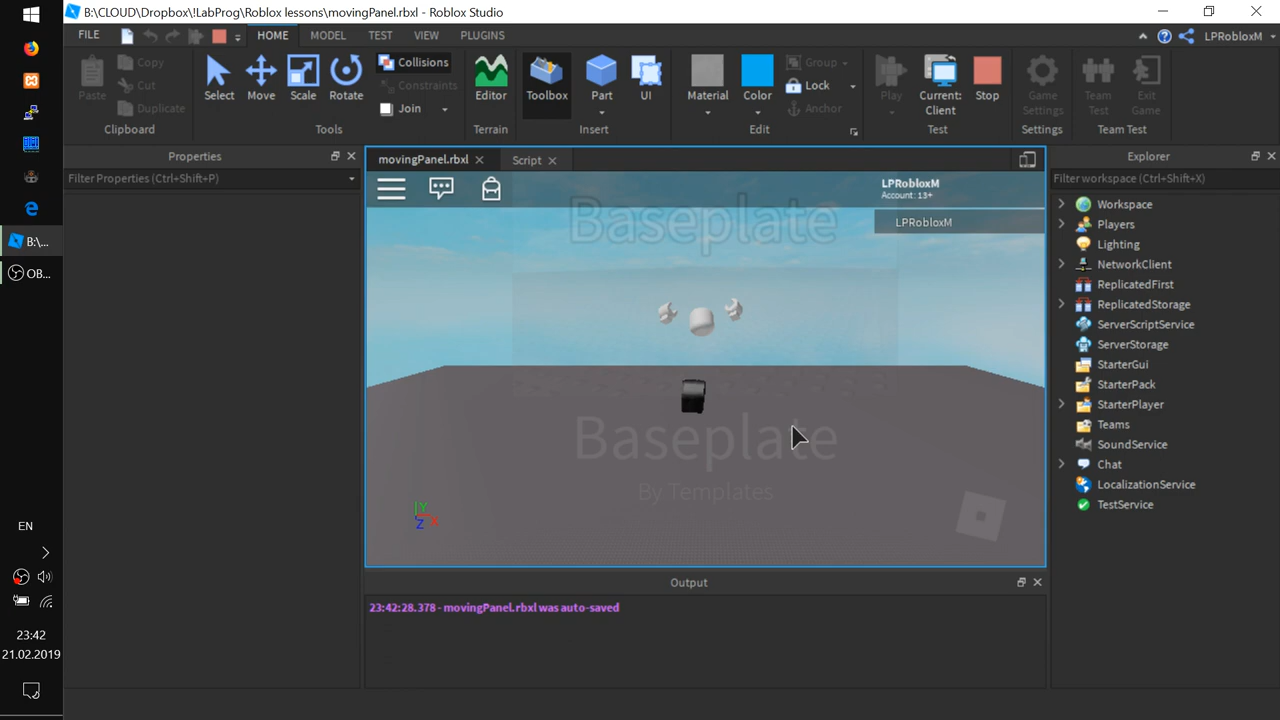 B:\CLOUD\Dropbox\!LabProg\Roblox lessons\movingPanel.rbxl - Roblox Studio
FILE
HOME
MODEL
TEST
VIEW
PLUGINS
LPRobloxM
Paste
Copy
Cut
Duplicate
Clipboard
Select
Move
Scale
Rotate
Collisions
Constraints
Join
Tools
Editor
Terrain
Toolbox
Part
UI
Insert
Material
Color
Group
Lock
Anchor
Edit
Play
Current:
Client
Stop
Test
Game
Settings
Settings
Team
Test
Exit
Game
Team Test
Properties
Filter Properties (Ctrl+Shift+P)
movingPanel.rbxl
Script
LPRobloxM
Account: 13+
LPRobloxM
Baseplate
Baseplate
By Templates
Y
Z
X
Output
23:42:28.378 - movingPanel.rbxl was auto-saved
Explorer
Filter workspace (Ctrl+Shift+X)
Workspace
Players
Lighting
NetworkClient
ReplicatedFirst
ReplicatedStorage
ServerScriptService
ServerStorage
StarterGui
StarterPack
StarterPlayer
Teams
SoundService
Chat
LocalizationService
TestService
B:\...
OB...
EN
23:42
21.02.2019